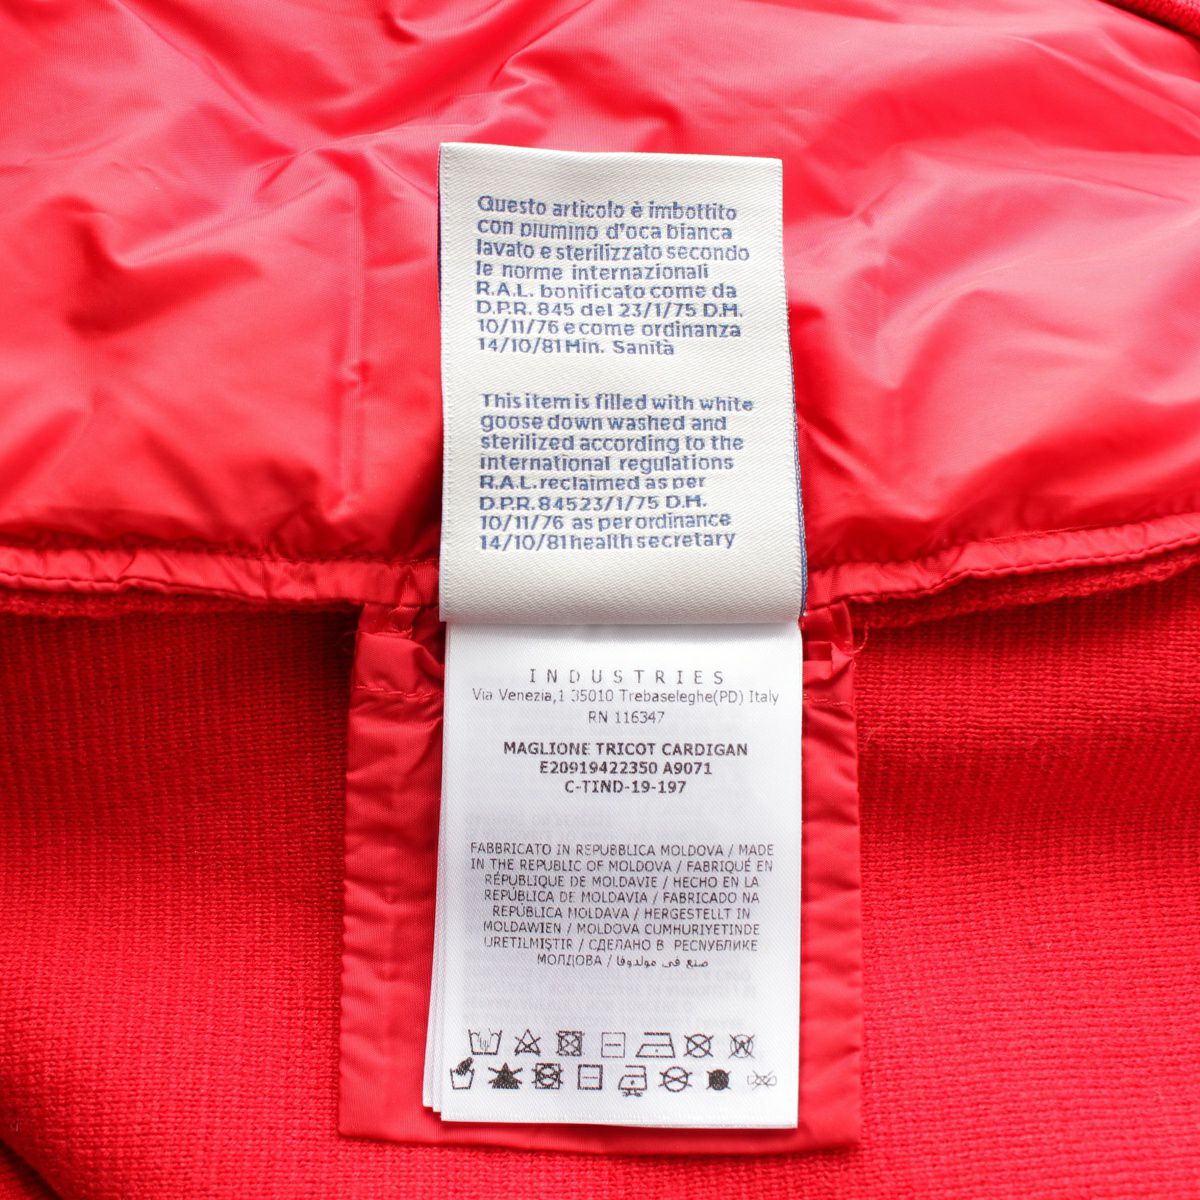 Questo articolo è imbottito
con piumino d'oca bianca
lavato e sterilizzato secondo
le norme internazionali
R.A.L. bonificato come da
D.P.R. 845 del 23/1/75 D.M.
10/11/76 e come ordinanza
14/10/81 Min. Sanità
This item is filled with white
goose down washed and
sterilized according to the
international regulations
R.A.L. reclaimed as per
D.P.R. 845 23/1/75 D.M.
10/11/76 as per ordinance
14/10/81 health secretary
INDUSTRIES
Via Venezia,1 35010 Trebaseleghe(PD) Italy
RN 116347
MAGLIONE TRICOT CARDIGAN
E20919422350 A9071
C-TIND-19-197
FABBRICATO IN REPUBBLICA MOLDOVA / MADE
IN THE REPUBLIC OF MOLDOVA / FABRIQUÉ EN
RÉPUBLIQUE DE MOLDAVIE / HECHO EN LA
REPÚBLICA DE MOLDAVIA / FABRICADO NA
REPÚBLICA MOLDAVA / HERGESTELLT IN
MOLDAWIEN / MOLDOVA CUMHURIYETINDE
URETILMIŞTIR / СДЕЛАНО В РЕСПУБЛИКЕ
МОЛДОВА / صنع في مولدوفا